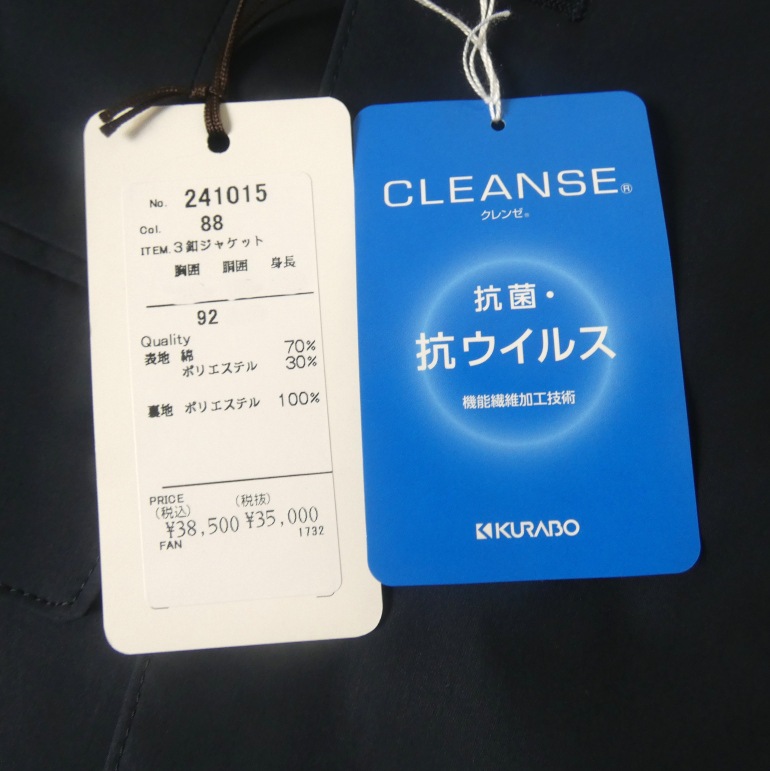 No. 241015
Col. 88
ITEM.3釦ジャケット
胸囲 胴囲 身長
92
Quality
表地 綿 70%
ポリエステル 30%
裏地 ポリエステル 100%
PRICE
(税込) (税抜)
¥38,500 ¥35,000
FAN 1732
CLEANSE®
クレンゼ®
抗菌・
抗ウイルス
機能繊維加工技術
KURABO